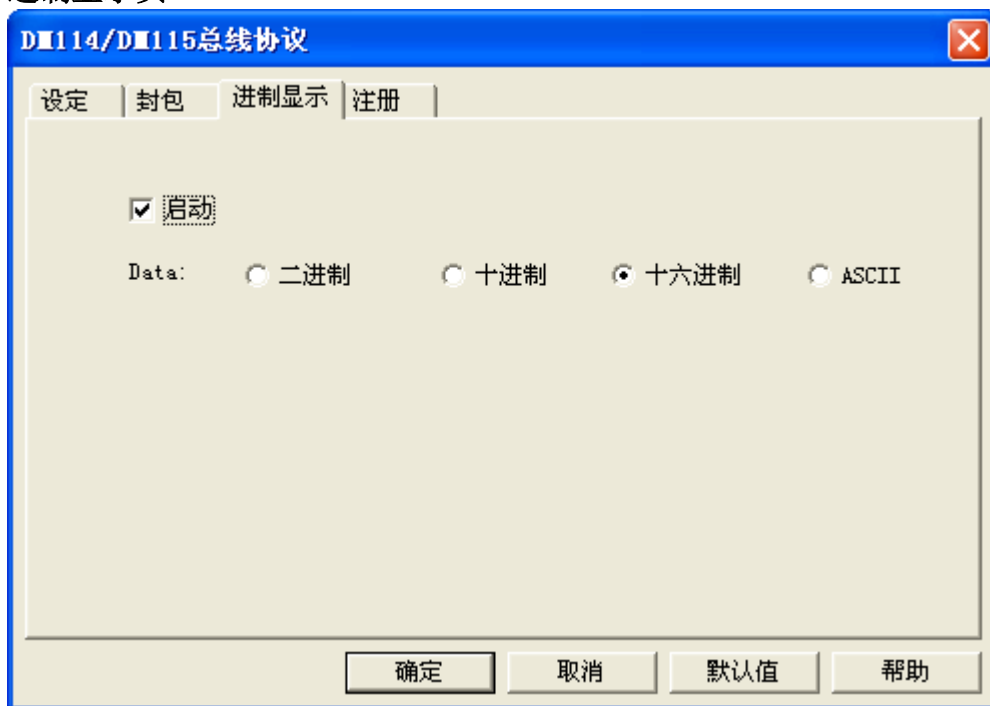 DM114/DM115总线协议
设定 封包 进制显示 注册
启动
Data: 二进制 十进制 十六进制 ASCII
确定 取消 默认值 帮助